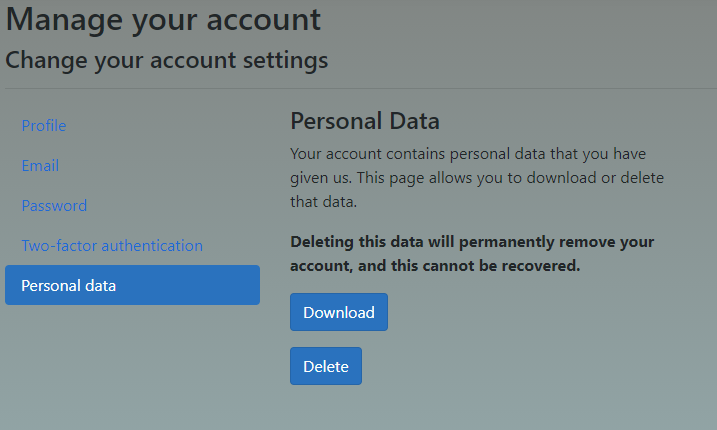 Manage your account
Change your account settings
Profile
Email
Password
Two-factor authentication
Personal data
Personal Data
Your account contains personal data that you have
given us. This page allows you to download or delete
that data.
Deleting this data will permanently remove your
account, and this cannot be recovered.
Download
Delete